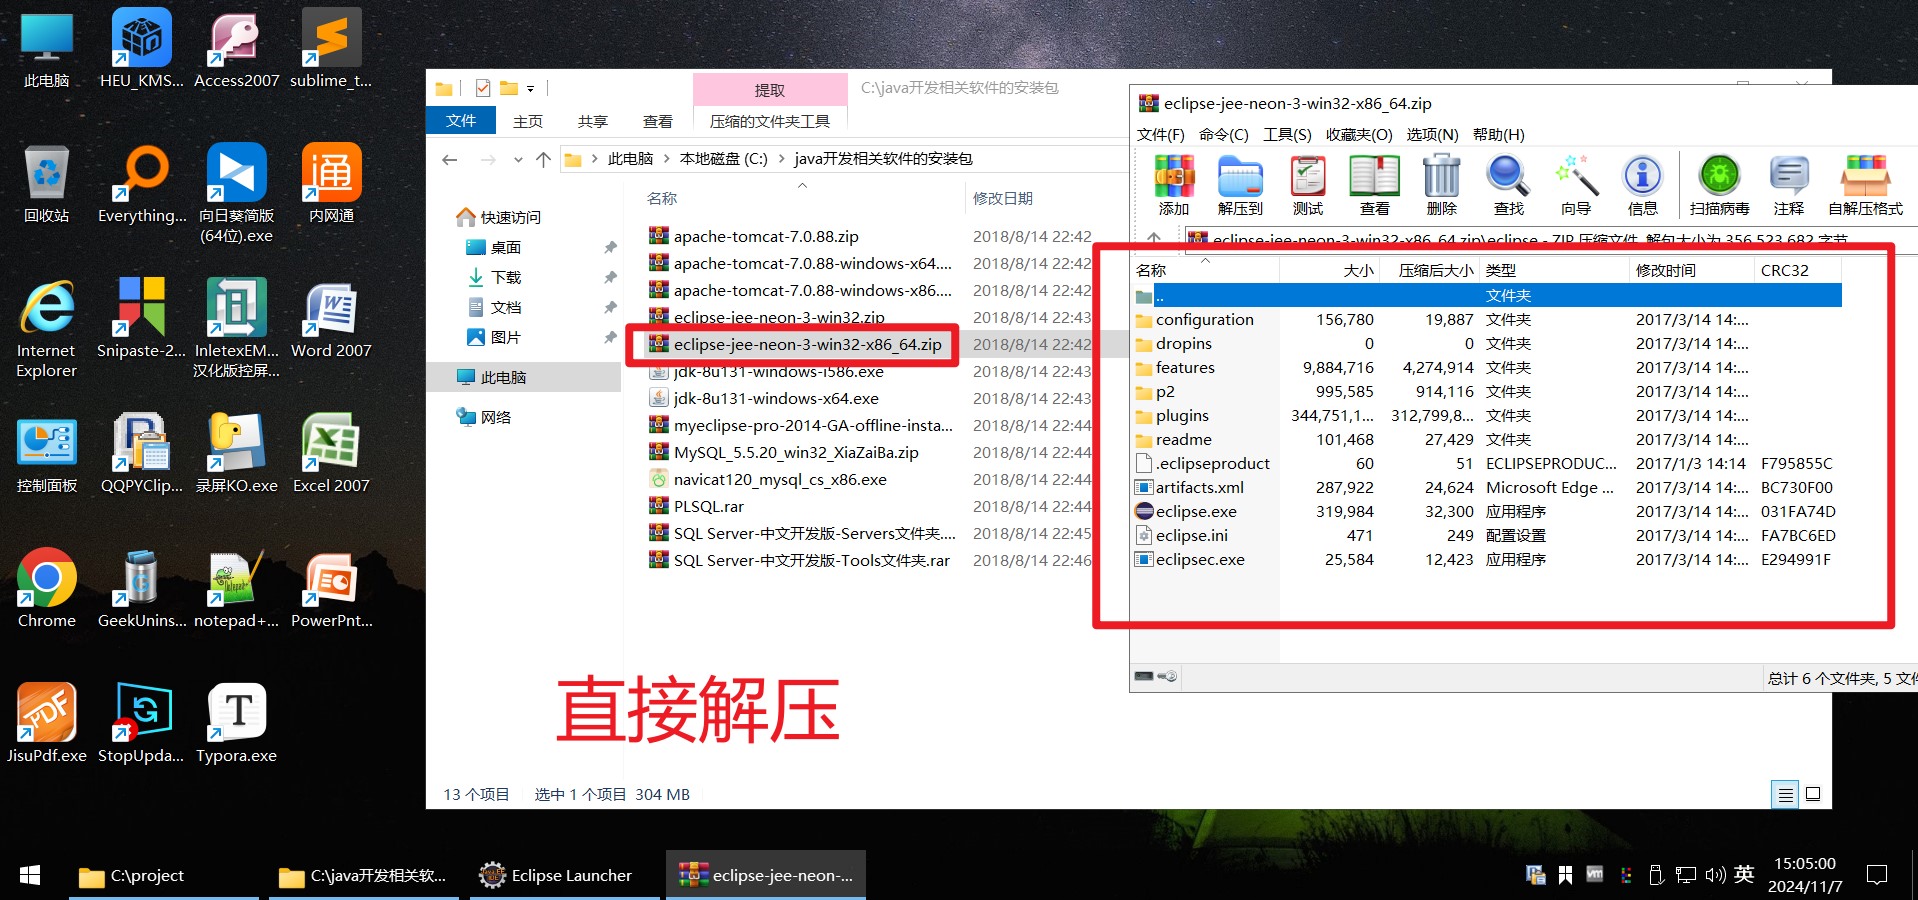 此电脑
HEU_KMS...
Access2007
sublime_t...
回收站
Everything...
向日葵简版
(64位).exe
内网通
Internet
Explorer
Snipaste-2...
InletexEM...
汉化版控屏...
Word 2007
控制面板
QQPYClip...
录屏KO.exe
Excel 2007
Chrome
GeekUnins...
notepad+...
PowerPnt...
JisuPdf.exe
StopUpda...
Typora.exe
提取
C:\java开发相关软件的安装包
文件
主页
共享
查看
压缩的文件夹工具
此电脑 > 本地磁盘 (C:) > java开发相关软件的安装包
名称
修改日期
快速访问
桌面
下载
文档
图片
此电脑
网络
apache-tomcat-7.0.88.zip 2018/8/14 22:42
apache-tomcat-7.0.88-windows-x64.... 2018/8/14 22:42
apache-tomcat-7.0.88-windows-x86.... 2018/8/14 22:42
eclipse-jee-neon-3-win32.zip 2018/8/14 22:43
eclipse-jee-neon-3-win32-x86_64.zip 2018/8/14 22:42
jdk-8u131-windows-i586.exe 2018/8/14 22:43
jdk-8u131-windows-x64.exe 2018/8/14 22:43
myeclipse-pro-2014-GA-offline-insta... 2018/8/14 22:44
MySQL_5.5.20_win32_XiaZaiBa.zip 2018/8/14 22:44
navicat120_mysql_cs_x86.exe 2018/8/14 22:44
PLSQL.rar 2018/8/14 22:44
SQL Server-中文开发版-Servers文件夹.... 2018/8/14 22:45
SQL Server-中文开发版-Tools文件夹.rar 2018/8/14 22:46
直接解压
13 个项目 选中 1 个项目 304 MB
eclipse-jee-neon-3-win32-x86_64.zip
文件(F) 命令(C) 工具(S) 收藏夹(O) 选项(N) 帮助(H)
添加 解压到 测试 查看 删除 查找 向导 信息 扫描病毒 注释 自解压格式
eclipse-jee-neon-3-win32-x86_64.zip\eclipse - ZIP 压缩文件, 解包大小为 356,523,682 字节
名称 大小 压缩后大小 类型 修改时间 CRC32
.. 文件夹
configuration 156,780 19,887 文件夹 2017/3/14 14:...
dropins 0 0 文件夹 2017/3/14 14:...
features 9,884,716 4,274,914 文件夹 2017/3/14 14:...
p2 995,585 914,116 文件夹 2017/3/14 14:...
plugins 344,751,1... 312,799,8... 文件夹 2017/3/14 14:...
readme 101,468 27,429 文件夹 2017/3/14 14:...
.eclipseproduct 60 51 ECLIPSEPRODUC... 2017/1/3 14:14 F795855C
artifacts.xml 287,922 24,624 Microsoft Edge ... 2017/3/14 14:... BC730F00
eclipse.exe 319,984 32,300 应用程序 2017/3/14 14:... 031FA74D
eclipse.ini 471 249 配置设置 2017/3/14 14:... FA7BC6ED
eclipsec.exe 25,584 12,423 应用程序 2017/3/14 14:... E294991F
总计 6 个文件夹, 5 文件
C:\project
C:\java开发相关软...
Eclipse Launcher
eclipse-jee-neon-...
英
15:05:00
2024/11/7